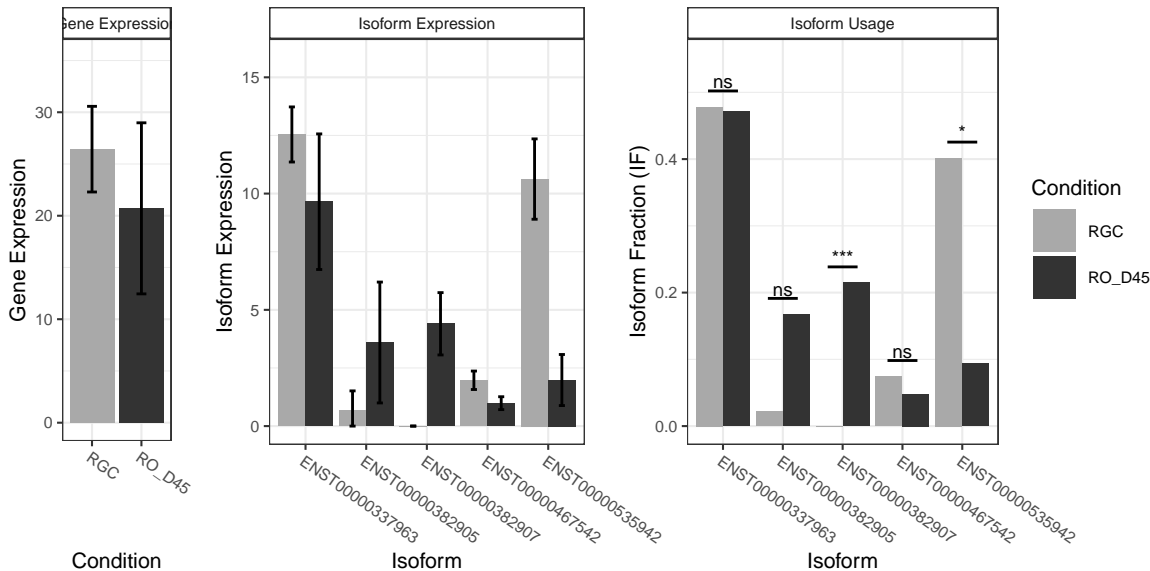 Gene Expression
Gene Expression
30
20
10
0
RGC
RO_D45
Condition
Isoform Expression
Isoform Expression
15
10
5
0
ENST00000337963
ENST00000382905
ENST00000382907
ENST00000467542
ENST00000535942
Isoform
Isoform Usage
Isoform Fraction (IF)
0.4
0.2
0.0
ns
ns
***
ns
*
ENST00000337963
ENST00000382905
ENST00000382907
ENST00000467542
ENST00000535942
Isoform
Condition
RGC
RO_D45